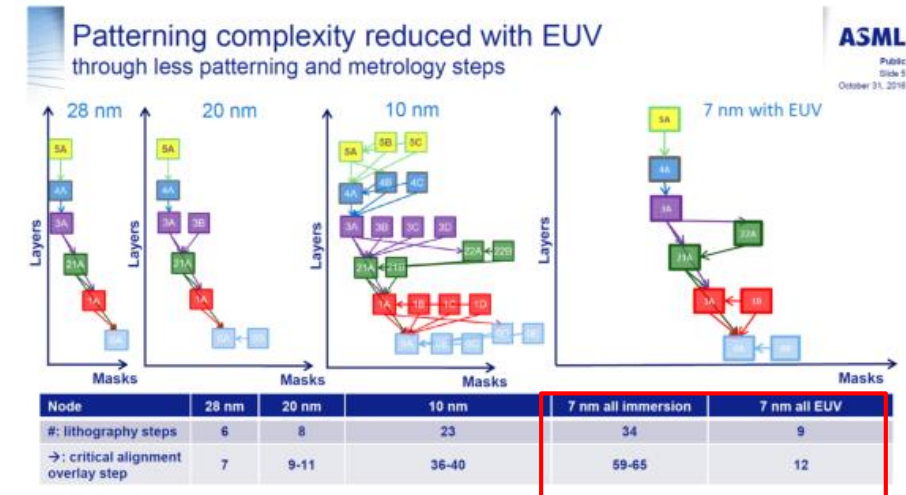 Patterning complexity reduced with EUV
through less patterning and metrology steps
ASML
Public
Slide 5
October 31, 2016
28 nm
20 nm
10 nm
7 nm with EUV
5A
5A
5A 5B 5C
5A
4A
4A
4A 4B 4C
4A
3A
3A 3B
3A 3B 3C 3D
3A
22A 22B
22A
21A
21A
21A 21B
21A
1A
1A
1A 1B 1C 1D
1A 1B
Layers
Layers
Layers
Layers
Masks
Masks
Masks
Masks
Node 28 nm 20 nm 10 nm 7 nm all immersion 7 nm all EUV
#: lithography steps 6 8 23 34 9
→: critical alignment overlay step 7 9-11 36-40 59-65 12